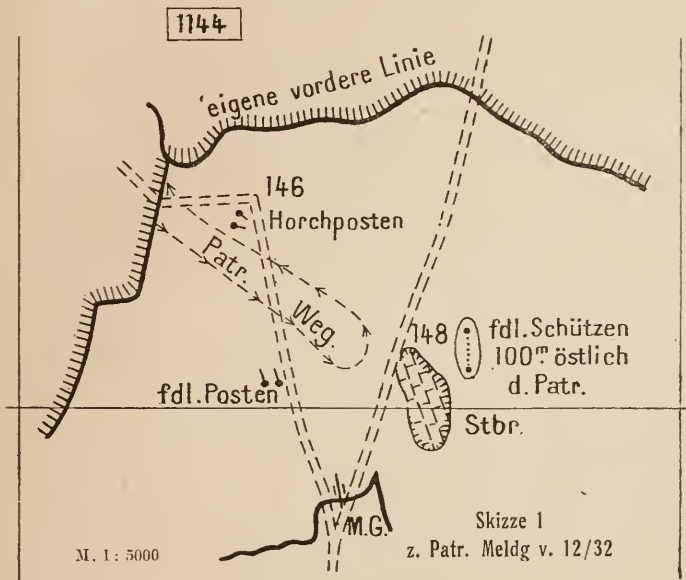 1144
eigene vordere Linie
146
Horchposten
Patr.
Weg.
148
fdl. Schützen
100m östlich
d. Patr.
fdl. Posten
Stbr.
M.G.
Skizze 1
M. 1: 5000
z. Patr. Meldg v. 12/32